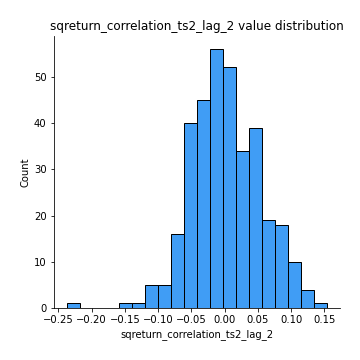 sqreturn_correlation_ts2_lag_2 value distribution
50
40
30
20
10
0
Count
−0.25 −0.20 −0.15 −0.10 −0.05 0.00 0.05 0.10 0.15
sqreturn_correlation_ts2_lag_2